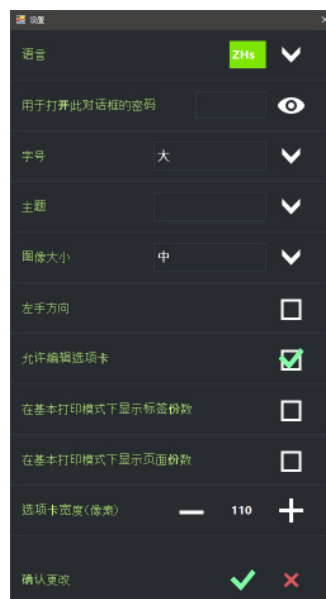 设置
语言 ZHs
用于打开此对话框的密码
字号 大
主题
图像大小 中
左手方向
允许编辑选项卡
在基本打印模式下显示标签份数
在基本打印模式下显示页面份数
选项卡宽度(像素) 110
确认更改